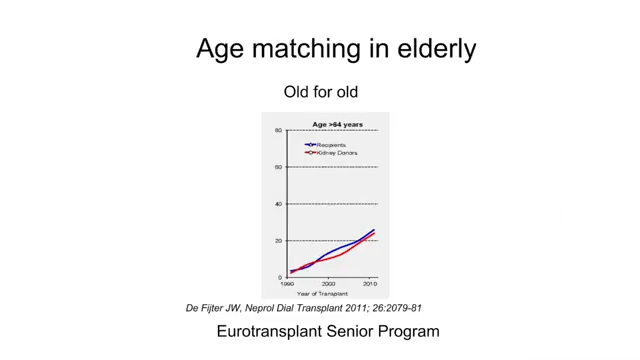 Age matching in elderly
Old for old
Age >64 years
80
Recipients
Kidney Donors
60
40
20
0
1990 2000 2010
Year of Transplant
De Fijter JW, Neprol Dial Transplant 2011; 26:2079-81
Eurotransplant Senior Program